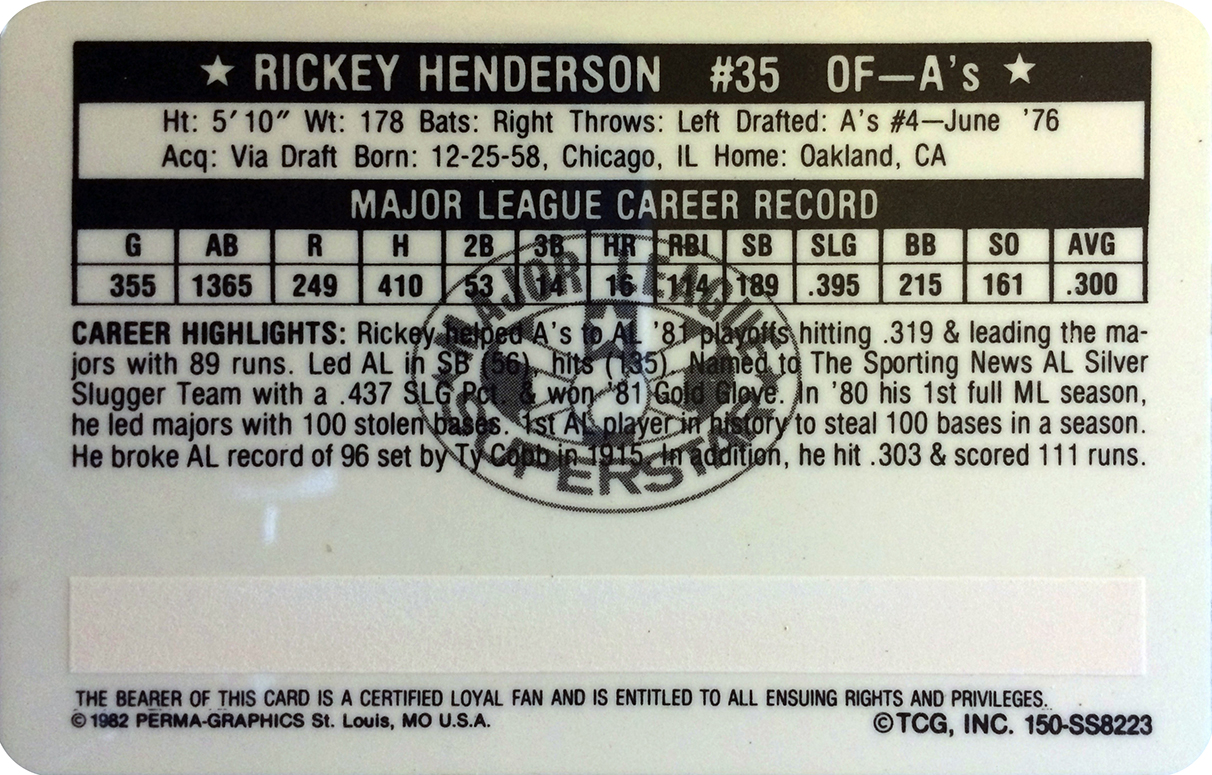 ★ RICKEY HENDERSON #35 OF—A's ★
Ht: 5'10" Wt: 178 Bats: Right Throws: Left Drafted: A's #4—June '76
Acq: Via Draft Born: 12-25-58, Chicago, IL Home: Oakland, CA
MAJOR LEAGUE CAREER RECORD
G AB R H 2B 3B HR RBI SB SLG BB SO AVG
355 1365 249 410 53 14 16 114 189 .395 215 161 .300
MAJOR LEAGUE
SUPERSTAR
CAREER HIGHLIGHTS: Rickey helped A's to AL '81 playoffs hitting .319 & leading the ma-
jors with 89 runs. Led AL in SB (56), hits (135). Named to The Sporting News AL Silver
Slugger Team with a .437 SLG Pct. & won '81 Gold Glove. In '80 his 1st full ML season,
he led majors with 100 stolen bases. 1st AL player in history to steal 100 bases in a season.
He broke AL record of 96 set by Ty Cobb in 1915. In addition, he hit .303 & scored 111 runs.
THE BEARER OF THIS CARD IS A CERTIFIED LOYAL FAN AND IS ENTITLED TO ALL ENSUING RIGHTS AND PRIVILEGES.
© 1982 PERMA-GRAPHICS St. Louis, MO U.S.A.
© TCG, INC. 150-SS8223